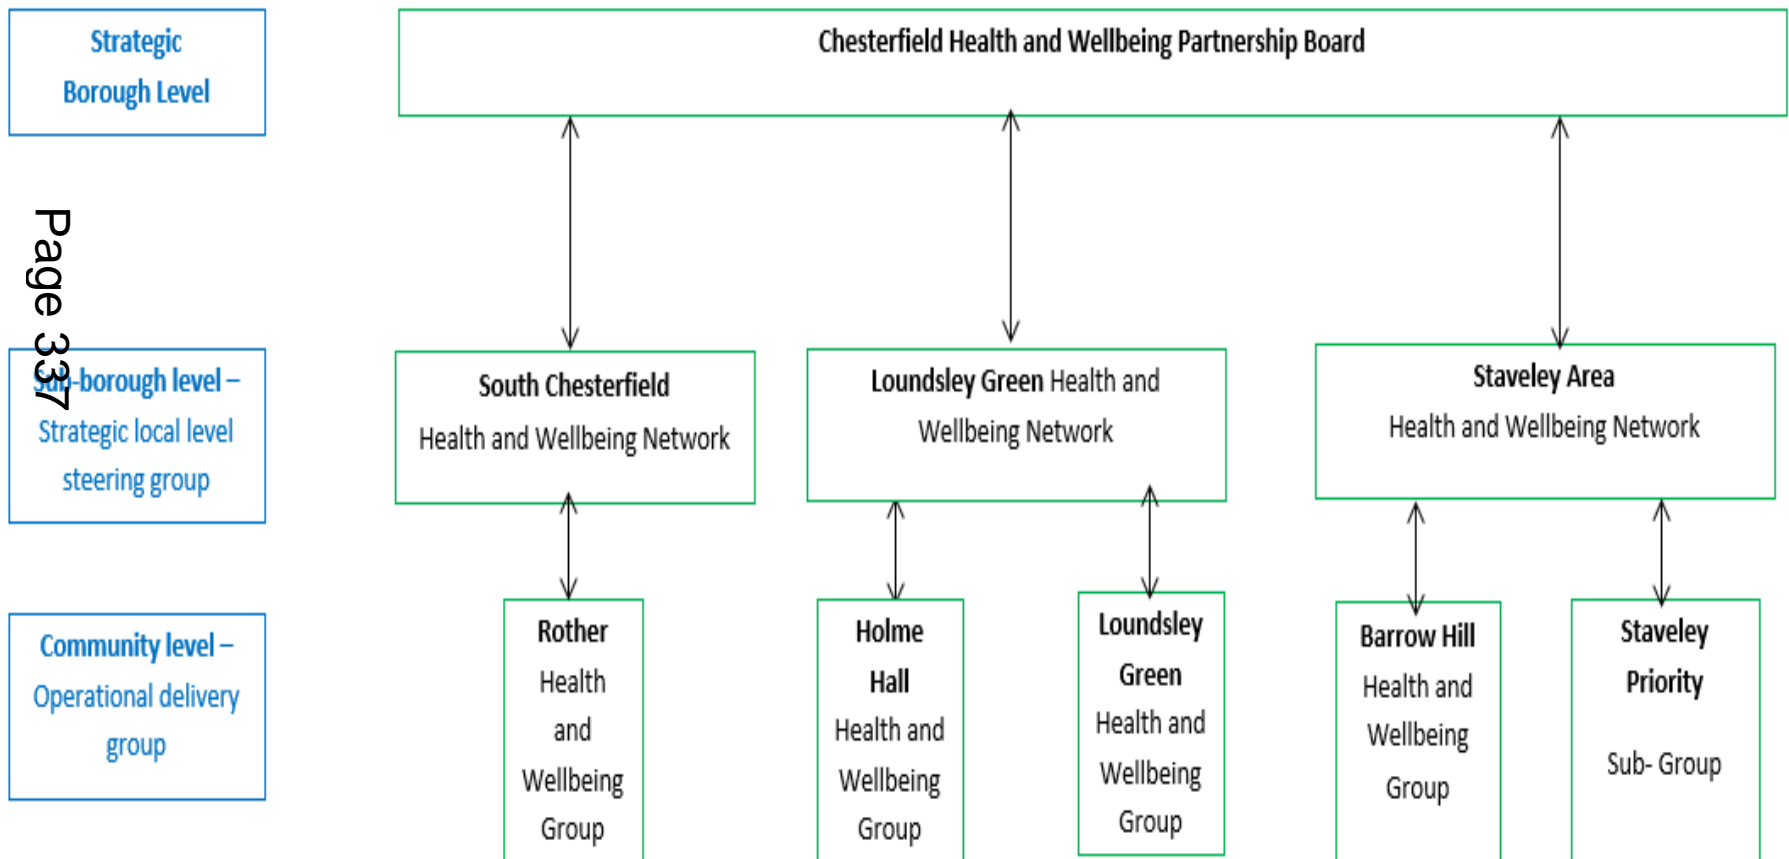 Strategic
Borough Level
Chesterfield Health and Wellbeing Partnership Board
Page 337
Sub-borough level –
Strategic local level
steering group
South Chesterfield
Health and Wellbeing Network
Loundsley Green Health and
Wellbeing Network
Staveley Area
Health and Wellbeing Network
Community level –
Operational delivery
group
Rother
Health
and
Wellbeing
Group
Holme
Hall
Health and
Wellbeing
Group
Loundsley
Green
Health and
Wellbeing
Group
Barrow Hill
Health and
Wellbeing
Group
Staveley
Priority
Sub- Group